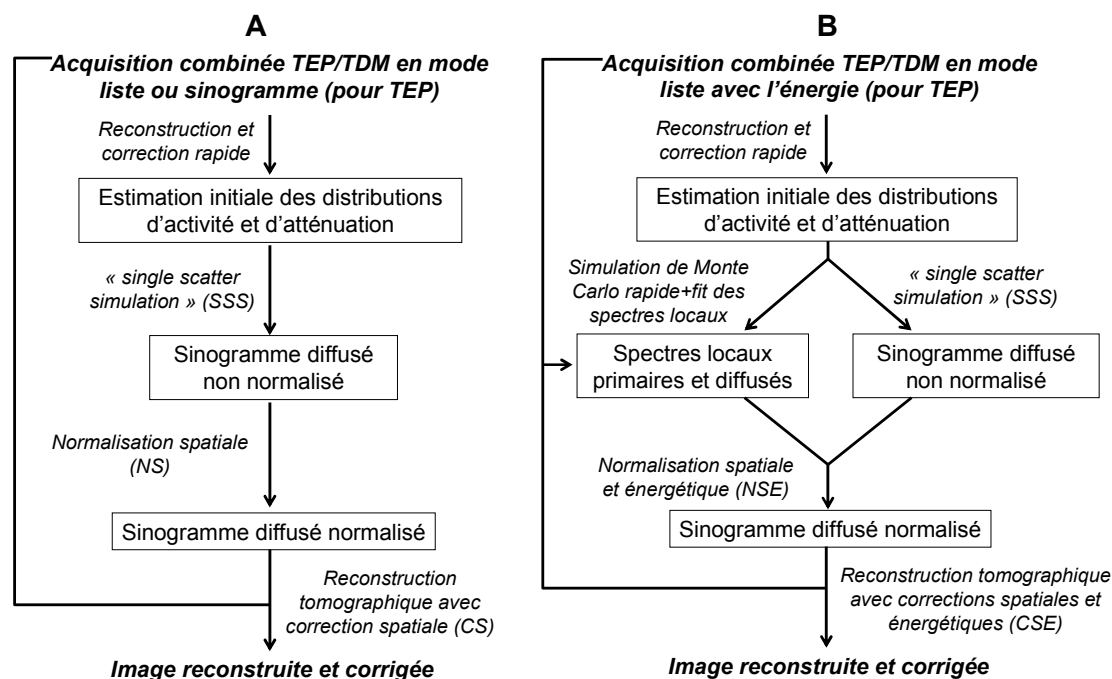 A
Acquisition combinée TEP/TDM en mode
liste ou sinogramme (pour TEP)
Reconstruction et
correction rapide
Estimation initiale des distributions
d’activité et d’atténuation
« single scatter
simulation » (SSS)
Sinogramme diffusé
non normalisé
Normalisation spatiale
(NS)
Sinogramme diffusé normalisé
Reconstruction
tomographique avec
correction spatiale (CS)
Image reconstruite et corrigée
B
Acquisition combinée TEP/TDM en mode
liste avec l’énergie (pour TEP)
Reconstruction et
correction rapide
Estimation initiale des distributions
d’activité et d’atténuation
Simulation de Monte
Carlo rapide+fit des
spectres locaux
« single scatter
simulation » (SSS)
Spectres locaux
primaires et diffusés
Sinogramme diffusé
non normalisé
Normalisation spatiale
et énergétique (NSE)
Sinogramme diffusé normalisé
Reconstruction tomographique
avec corrections spatiales et
énergétiques (CSE)
Image reconstruite et corrigée